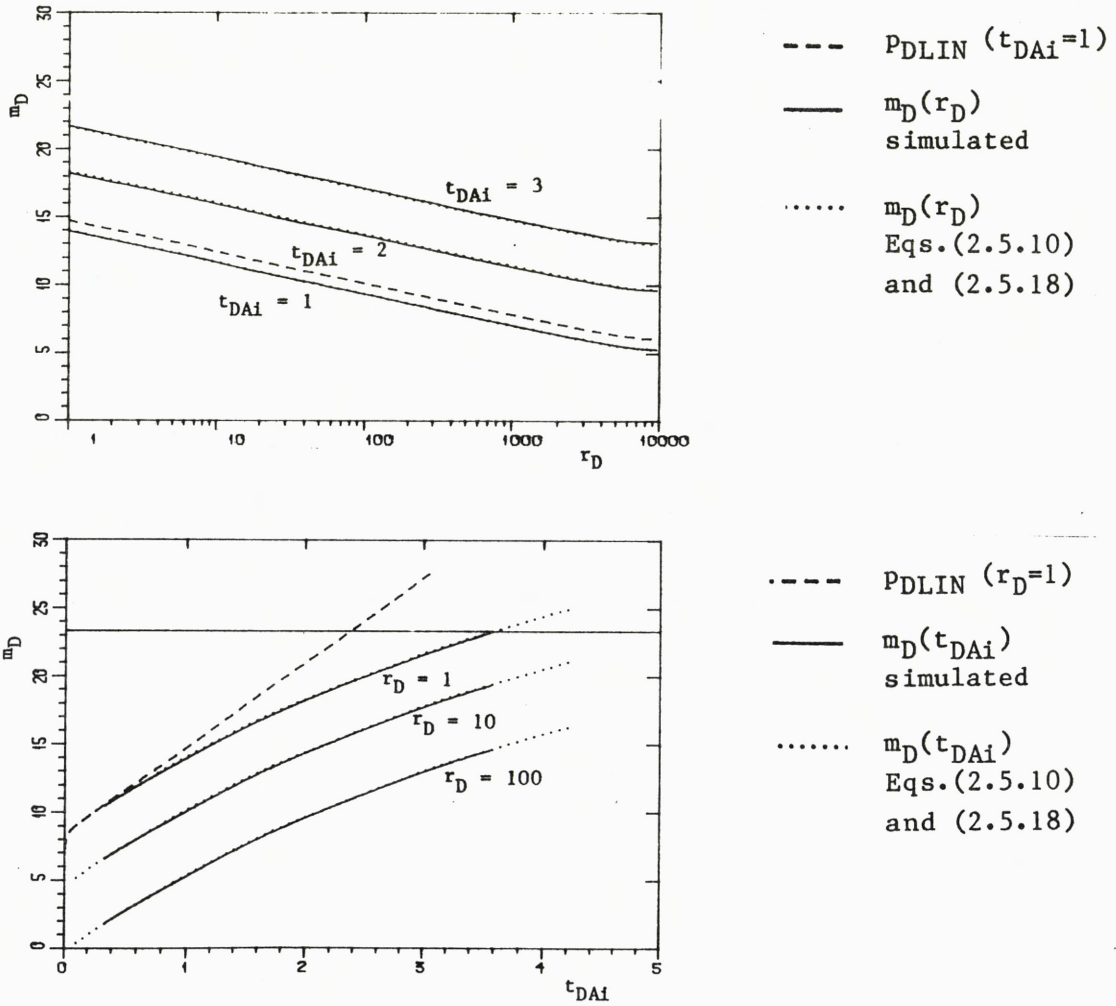 30
25
20
15
10
5
0
m_D
t_DAi = 3
t_DAi = 2
t_DAi = 1
1 10 100 1000 10000
r_D
p_DLIN (t_DAi=1)
m_D(r_D)
simulated
m_D(r_D)
Eqs.(2.5.10)
and (2.5.18)
30
25
20
15
10
5
0
m_D
r_D = 1
r_D = 10
r_D = 100
0 1 2 3 4 5
t_DAi
p_DLIN (r_D=1)
m_D(t_DAi)
simulated
m_D(t_DAi)
Eqs.(2.5.10)
and (2.5.18)